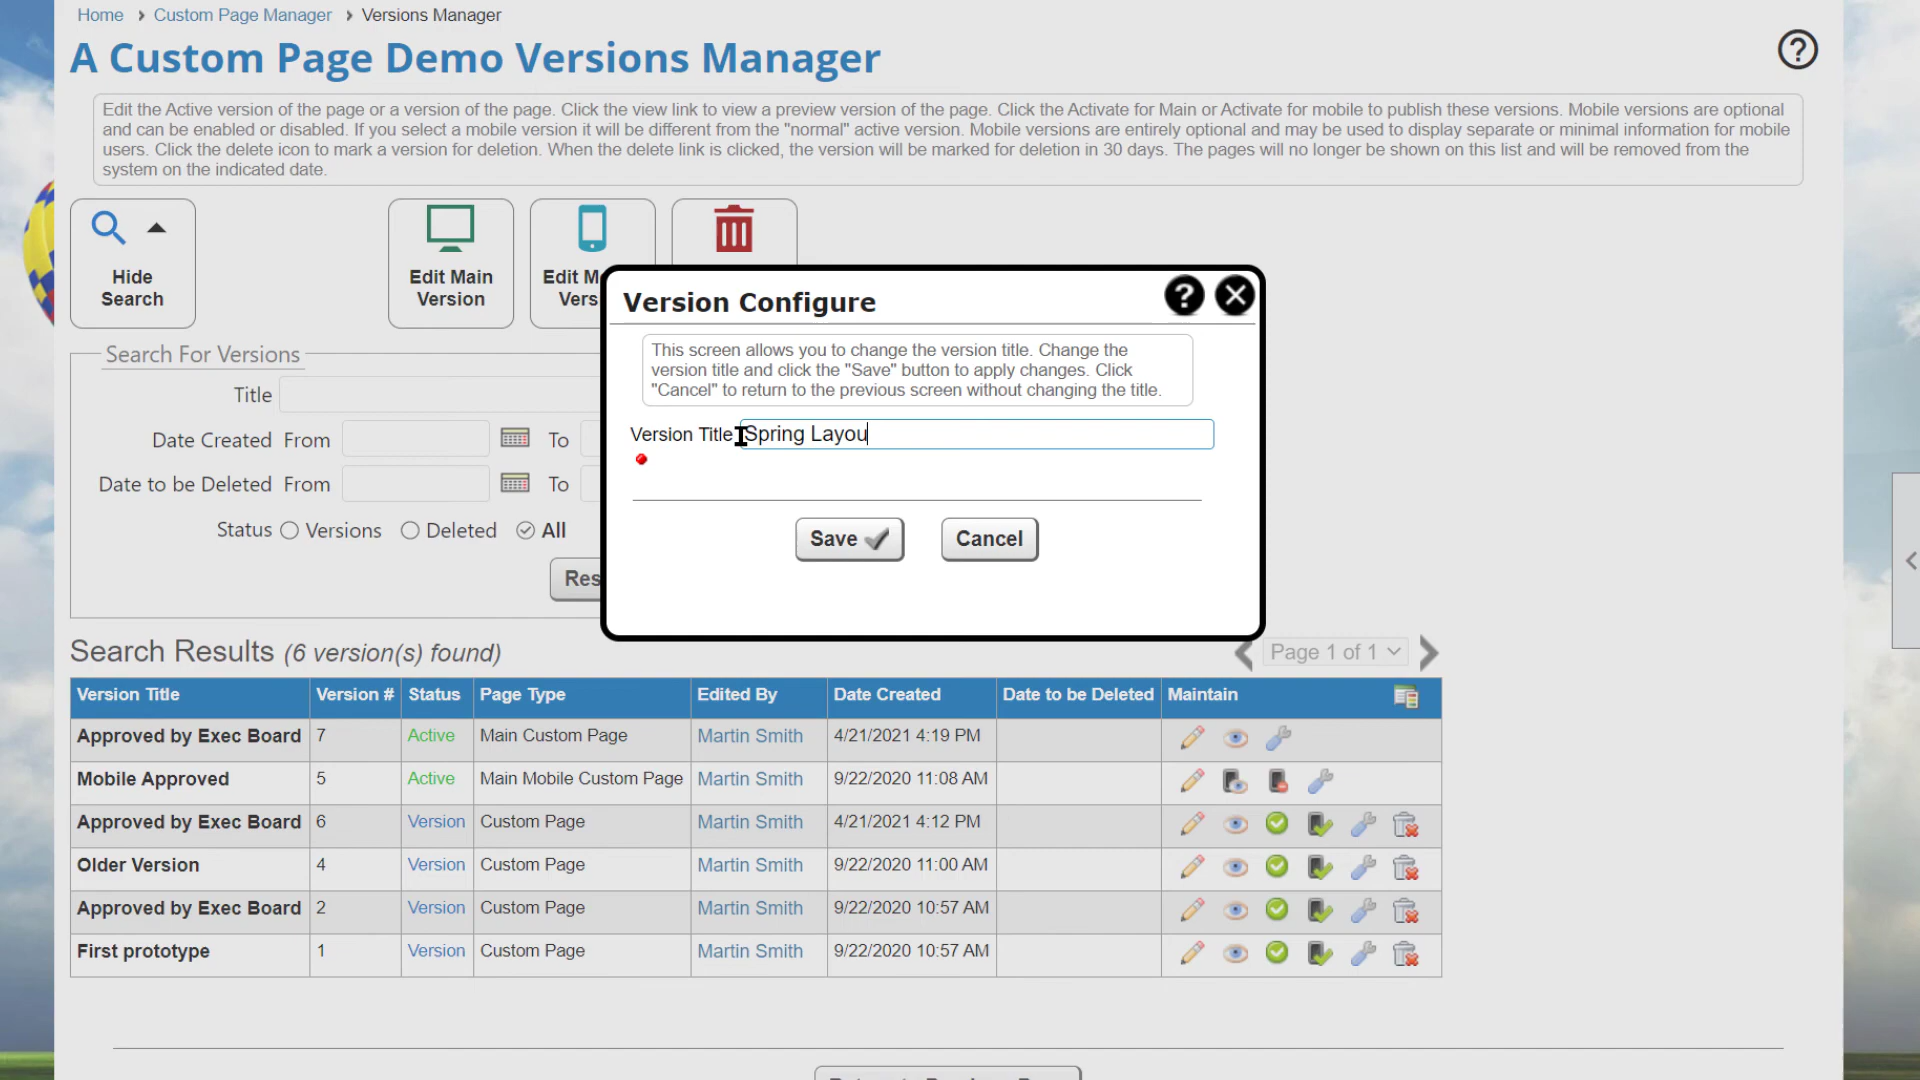 Home > Custom Page Manager > Versions Manager
A Custom Page Demo Versions Manager
Edit the Active version of the page or a version of the page. Click the view link to view a preview version of the page. Click the Activate for Main or Activate for mobile to publish these versions. Mobile versions are optional
and can be enabled or disabled. If you select a mobile version it will be different from the "normal" active version. Mobile versions are entirely optional and may be used to display separate or minimal information for mobile
users. Click the delete icon to mark a version for deletion. When the delete link is clicked, the version will be marked for deletion in 30 days. The pages will no longer be shown on this list and will be removed from the
system on the indicated date.
Hide
Search
Edit Main
Version
Edit M
Vers
Version Configure
This screen allows you to change the version title. Change the
version title and click the "Save" button to apply changes. Click
"Cancel" to return to the previous screen without changing the title.
Version Title Spring Layou
Save
Cancel
Search For Versions
Title
Date Created From To
Date to be Deleted From To
Status Versions Deleted All
Res
Search Results (6 version(s) found)
Page 1 of 1
Version Title Version # Status Page Type Edited By Date Created Date to be Deleted Maintain
Approved by Exec Board 7 Active Main Custom Page Martin Smith 4/21/2021 4:19 PM
Mobile Approved 5 Active Main Mobile Custom Page Martin Smith 9/22/2020 11:08 AM
Approved by Exec Board 6 Version Custom Page Martin Smith 4/21/2021 4:12 PM
Older Version 4 Version Custom Page Martin Smith 9/22/2020 11:00 AM
Approved by Exec Board 2 Version Custom Page Martin Smith 9/22/2020 10:57 AM
First prototype 1 Version Custom Page Martin Smith 9/22/2020 10:57 AM